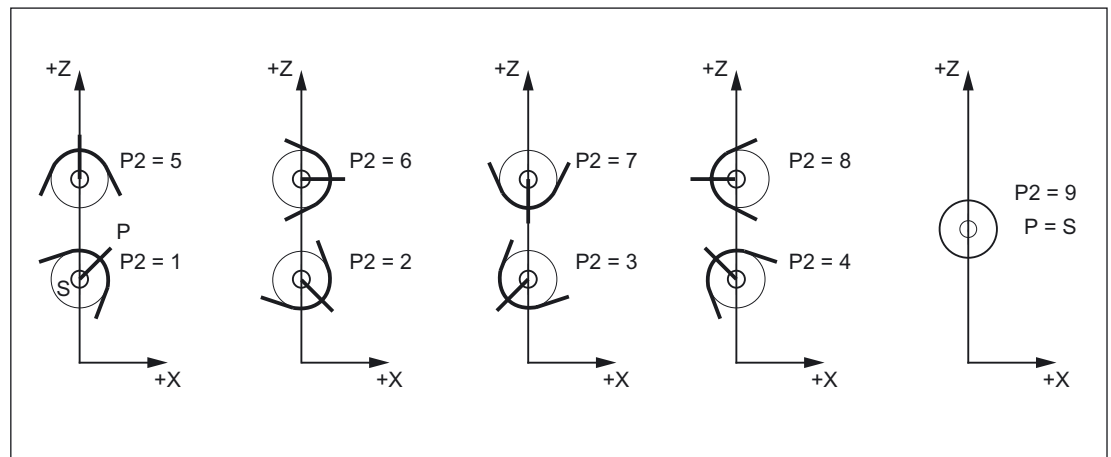 +Z
+Z
+Z
+Z
+Z
P2 = 5
P2 = 6
P2 = 7
P2 = 8
P2 = 9
P = S
P
P2 = 1
P2 = 2
P2 = 3
P2 = 4
S
+X
+X
+X
+X
+X